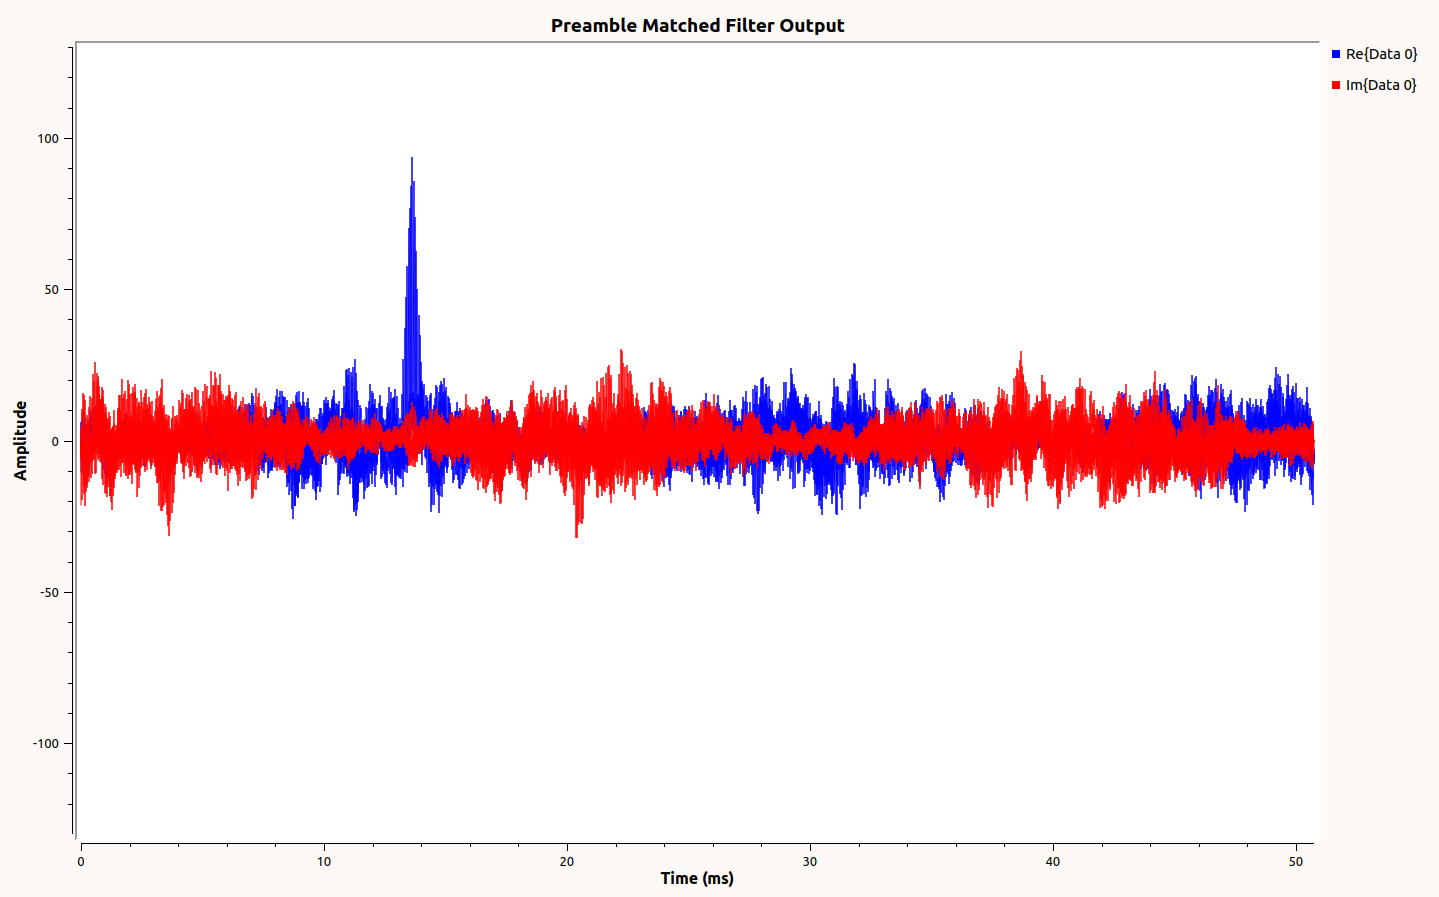 Preamble Matched Filter Output
Re{Data 0}
Im{Data 0}
100
50
0
-50
-100
Amplitude
0 10 20 30 40 50
Time (ms)